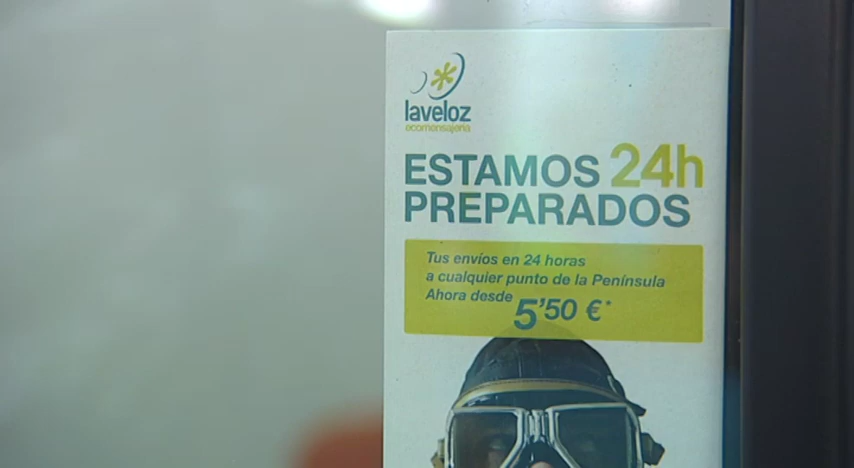 laveloz
ecomensajería
ESTAMOS 24h
PREPARADOS
Tus envíos en 24 horas
a cualquier punto de la Península
Ahora desde 5'50 €*